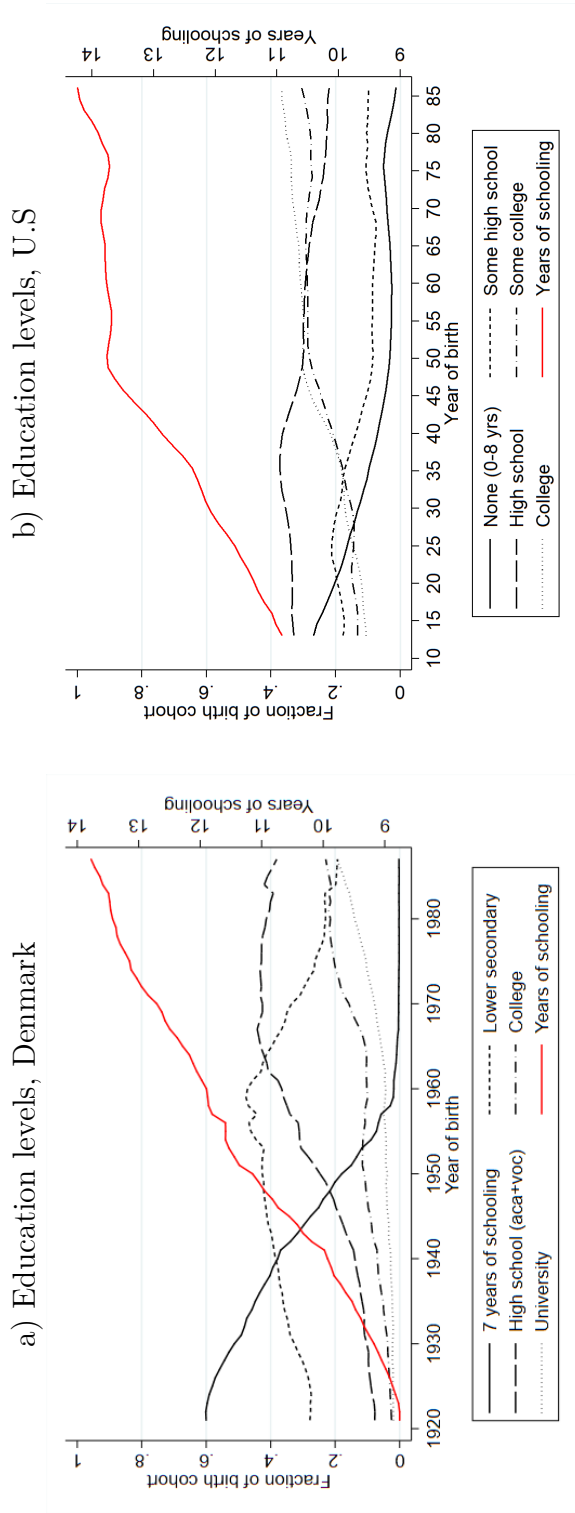 a) Education levels, Denmark
Fraction of birth cohort
0 .2 .4 .6 .8 1
Years of schooling
9 10 11 12 13 14
1920 1930 1940 1950 1960 1970 1980
Year of birth
7 years of schooling
Lower secondary
High school (aca+voc)
College
University
Years of schooling
b) Education levels, U.S
Fraction of birth cohort
0 .2 .4 .6 .8 1
Years of schooling
9 10 11 12 13 14
10 15 20 25 30 35 40 45 50 55 60 65 70 75 80 85
Year of birth
None (0-8 yrs)
Some high school
High school
Some college
College
Years of schooling